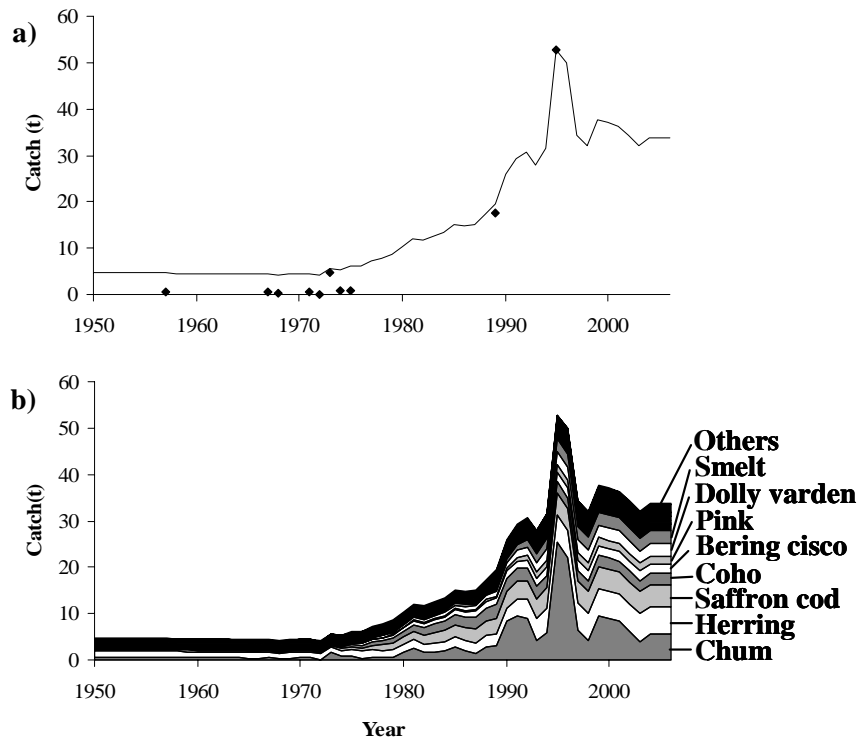 a)
60
50
40
30
20
10
0
Catch (t)
1950 1960 1970 1980 1990 2000
b)
60
50
40
30
20
10
0
Catch(t)
1950 1960 1970 1980 1990 2000
Year
Others
Smelt
Dolly varden
Pink
Bering cisco
Coho
Saffron cod
Herring
Chum